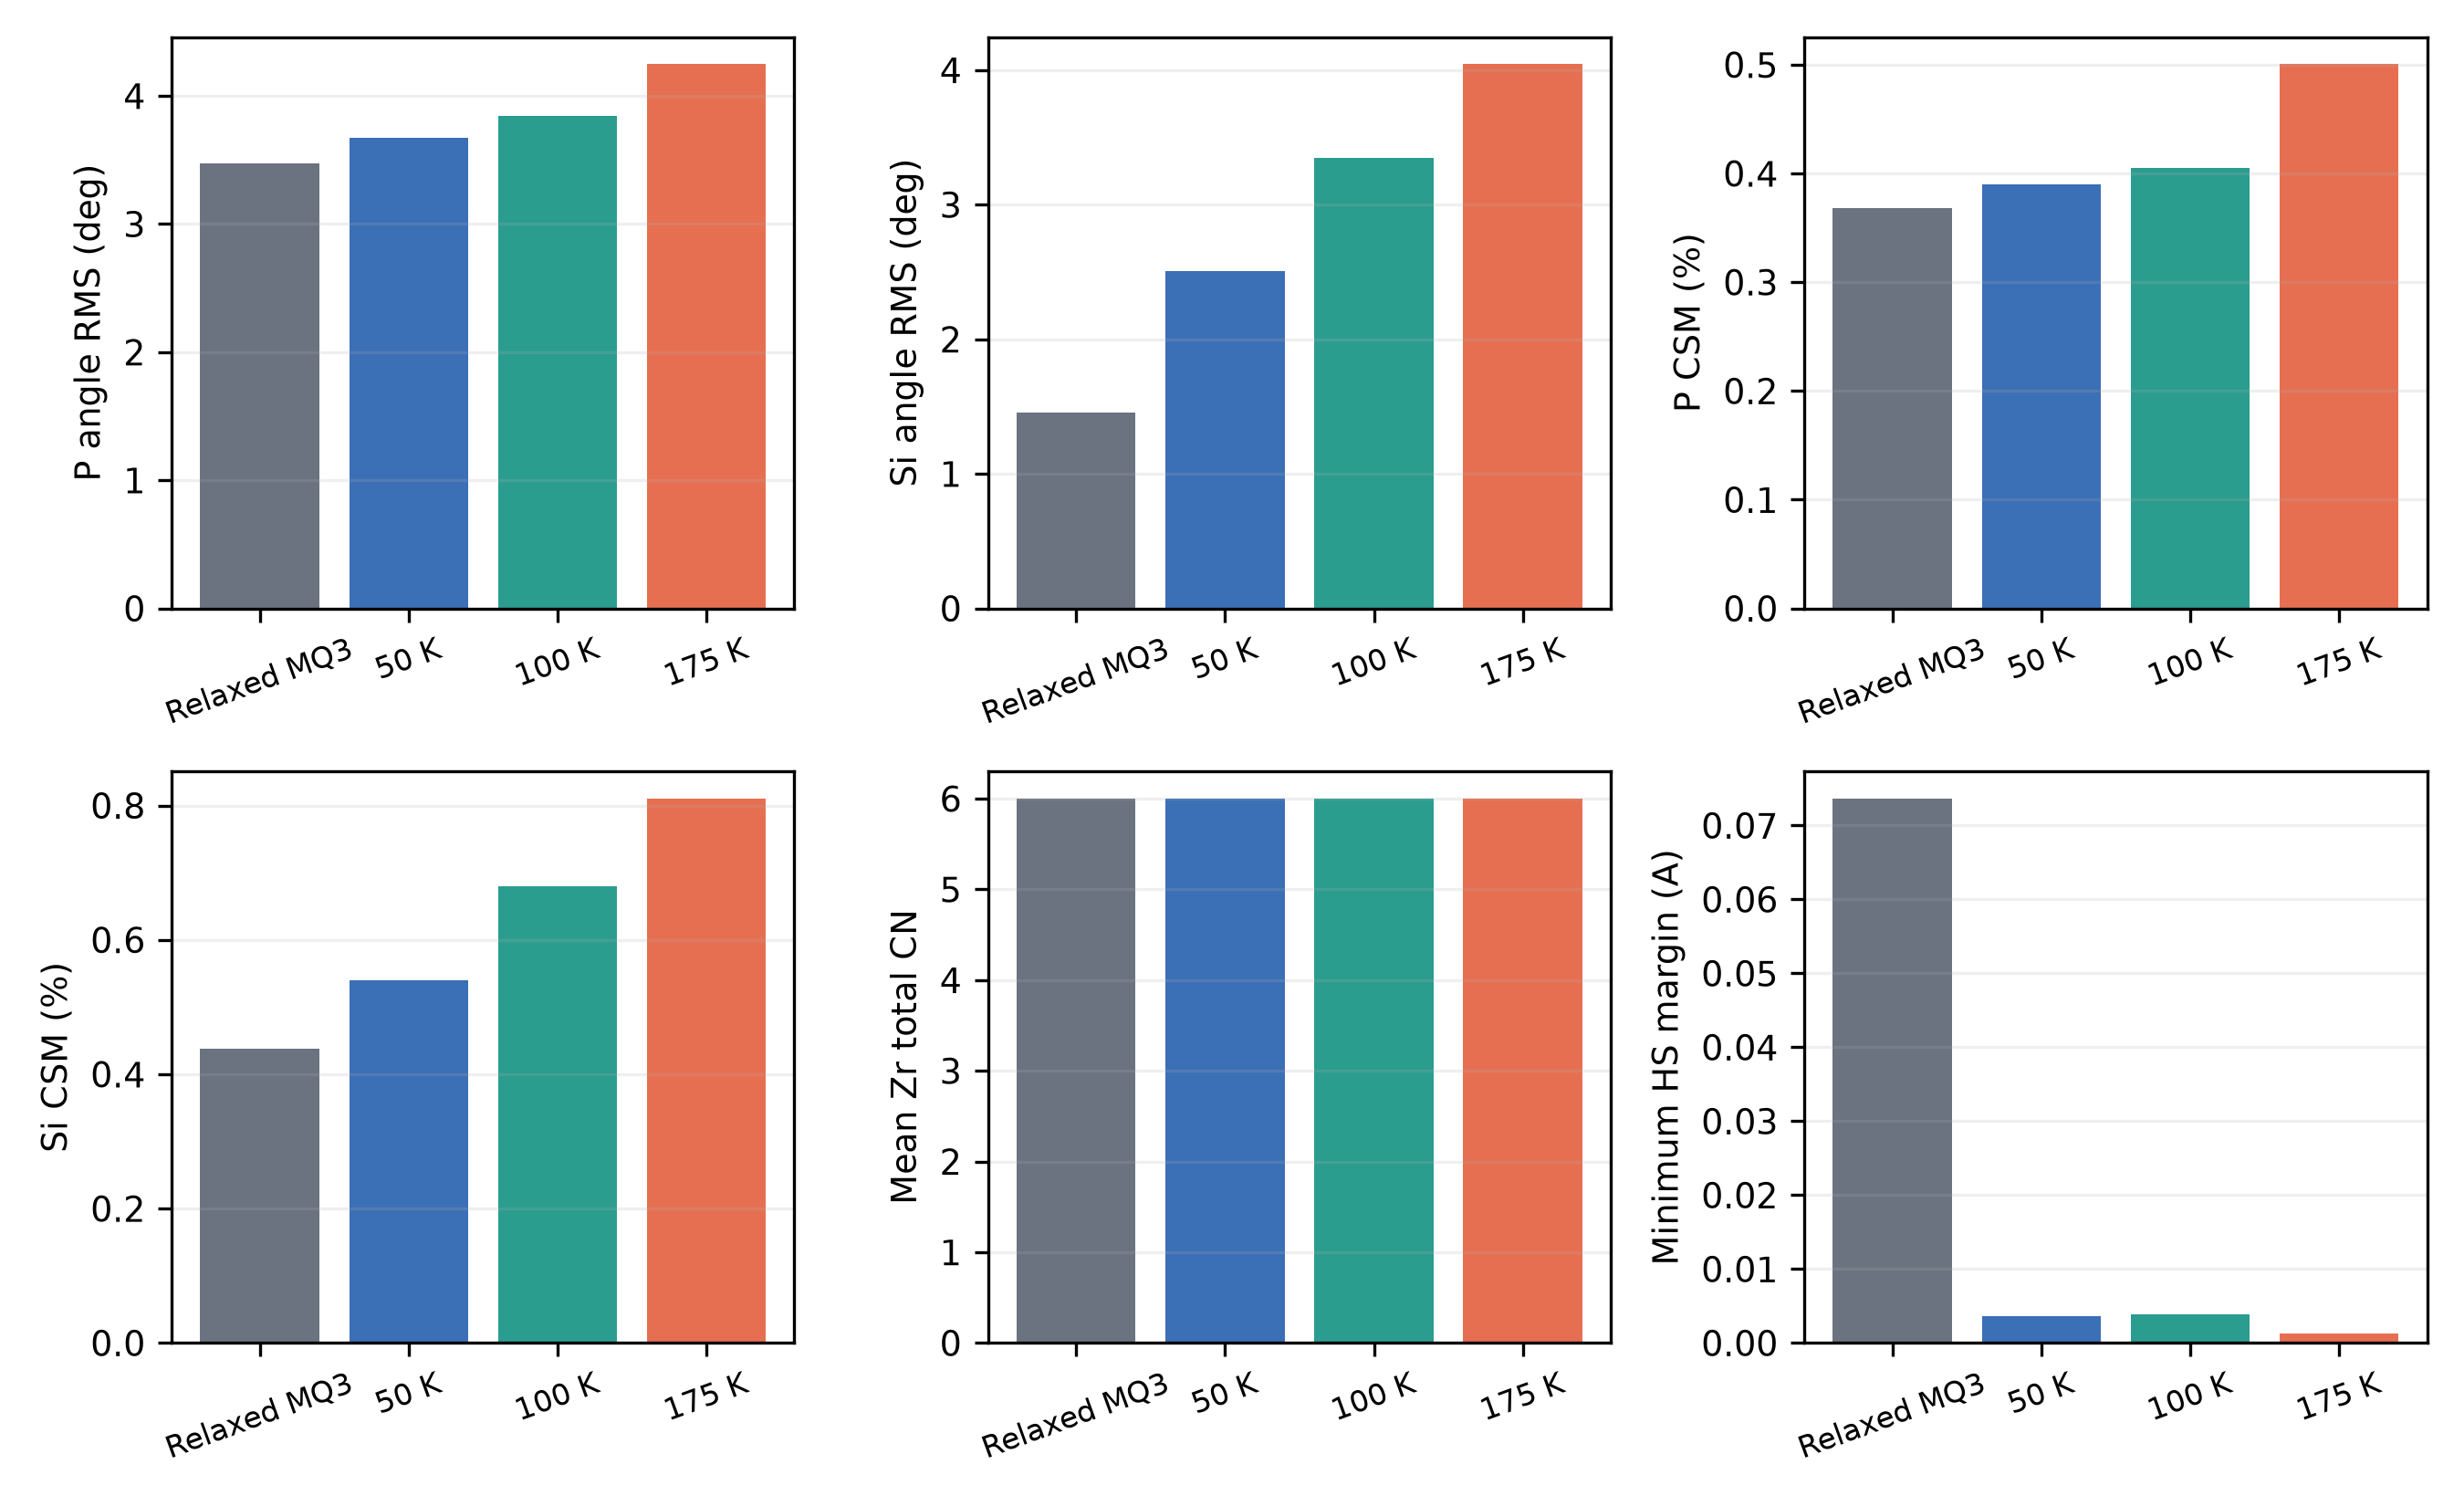 P angle RMS (deg)
4
3
2
1
0
Relaxed MQ3
50 K
100 K
175 K
Si angle RMS (deg)
4
3
2
1
0
Relaxed MQ3
50 K
100 K
175 K
P CSM (%)
0.5
0.4
0.3
0.2
0.1
0.0
Relaxed MQ3
50 K
100 K
175 K
Si CSM (%)
0.8
0.6
0.4
0.2
0.0
Relaxed MQ3
50 K
100 K
175 K
Mean Zr total CN
6
5
4
3
2
1
0
Relaxed MQ3
50 K
100 K
175 K
Minimum HS margin (A)
0.07
0.06
0.05
0.04
0.03
0.02
0.01
0.00
Relaxed MQ3
50 K
100 K
175 K